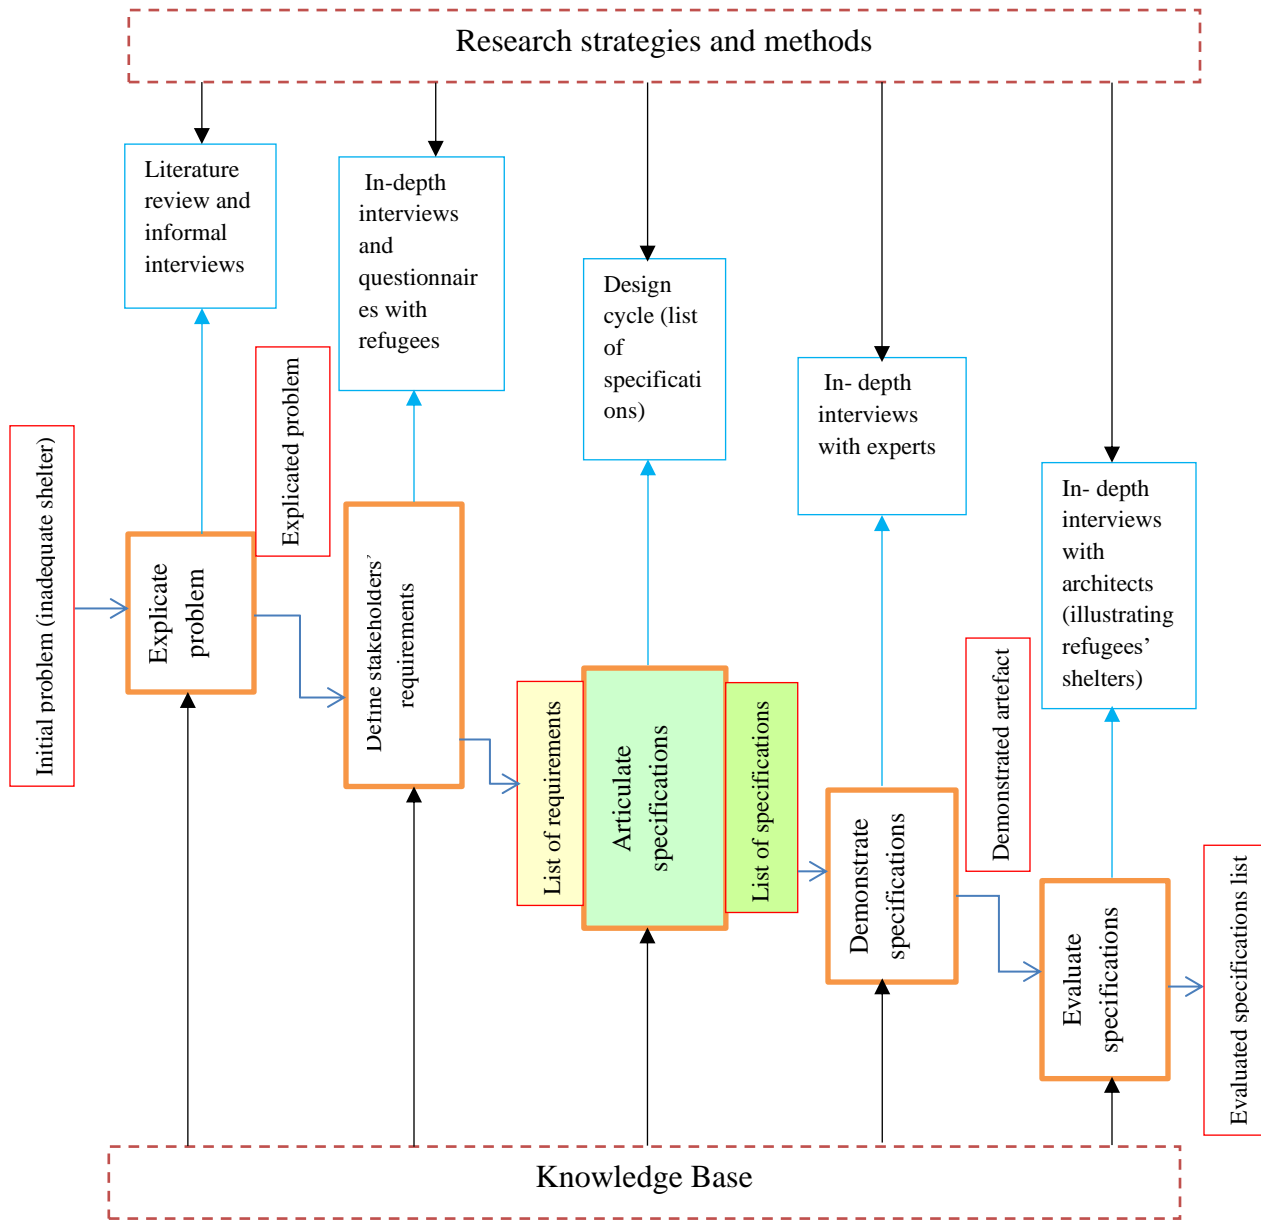 Research strategies and methods
Literature
review and
informal
interviews
In-depth
interviews
and
questionnair
es with
refugees
Design
cycle (list
of
specificati
ons)
In- depth
interviews
with experts
In- depth
interviews
with
architects
(illustrating
refugees’
shelters)
Initial problem (inadequate shelter)
Explicate
problem
Explicated problem
Define stakeholders’
requirements
List of requirements
Articulate
specifications
List of specifications
Demonstrate
specifications
Demonstrated artefact
Evaluate
specifications
Evaluated specifications list
Knowledge Base